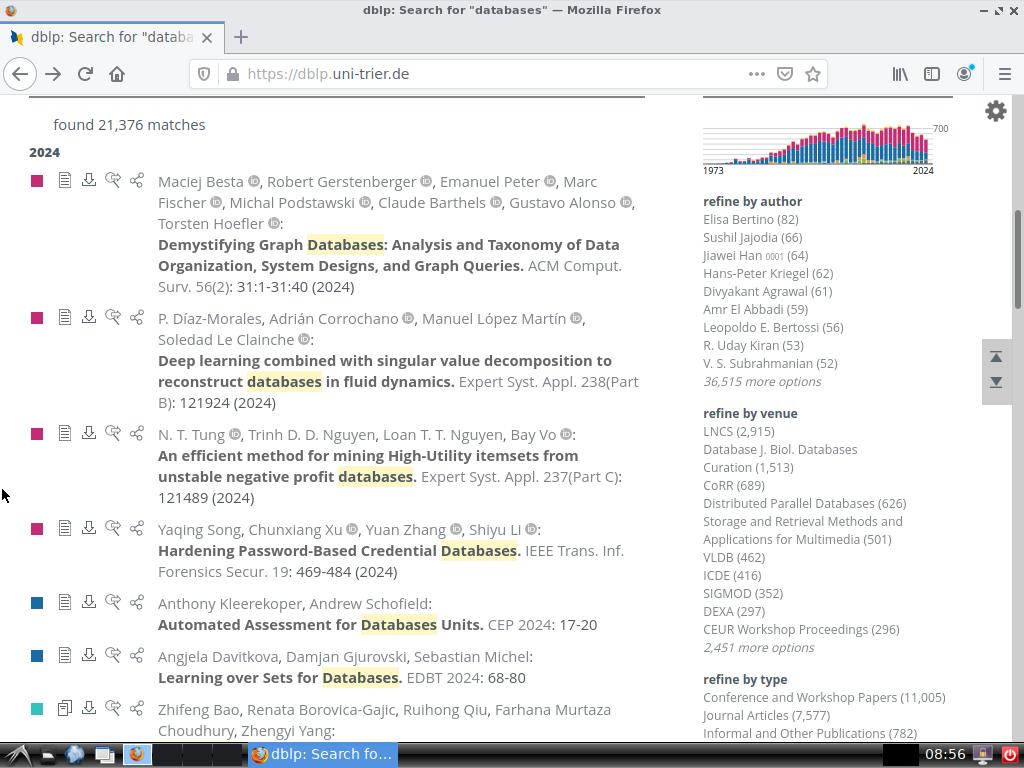 dblp: Search for "databases" — Mozilla Firefox
dblp: Search for "databa
https://dblp.uni-trier.de
found 21,376 matches
2024
Maciej Besta, Robert Gerstenberger, Emanuel Peter, Marc
Fischer, Michal Podstawski, Claude Barthels, Gustavo Alonso,
Torsten Hoefler:
Demystifying Graph Databases: Analysis and Taxonomy of Data
Organization, System Designs, and Graph Queries. ACM Comput.
Surv. 56(2): 31:1-31:40 (2024)
P. Díaz-Morales, Adrián Corrochano, Manuel López Martín,
Soledad Le Clainche:
Deep learning combined with singular value decomposition to
reconstruct databases in fluid dynamics. Expert Syst. Appl. 238(Part
B): 121924 (2024)
N. T. Tung, Trinh D. D. Nguyen, Loan T. T. Nguyen, Bay Vo:
An efficient method for mining High-Utility itemsets from
unstable negative profit databases. Expert Syst. Appl. 237(Part C):
121489 (2024)
Yaqing Song, Chunxiang Xu, Yuan Zhang, Shiyu Li:
Hardening Password-Based Credential Databases. IEEE Trans. Inf.
Forensics Secur. 19: 469-484 (2024)
Anthony Kleerekoper, Andrew Schofield:
Automated Assessment for Databases Units. CEP 2024: 17-20
Angjela Davitkova, Damjan Gjurovski, Sebastian Michel:
Learning over Sets for Databases. EDBT 2024: 68-80
Zhifeng Bao, Renata Borovica-Gajic, Ruihong Qiu, Farhana Murtaza
Choudhury, Zhengyi Yang:
700
1973 2024
refine by author
Elisa Bertino (82)
Sushil Jajodia (66)
Jiawei Han 0001 (64)
Hans-Peter Kriegel (62)
Divyakant Agrawal (61)
Amr El Abbadi (59)
Leopoldo E. Bertossi (56)
R. Uday Kiran (53)
V. S. Subrahmanian (52)
36,515 more options
refine by venue
LNCS (2,915)
Database J. Biol. Databases
Curation (1,513)
CoRR (689)
Distributed Parallel Databases (626)
Storage and Retrieval Methods and
Applications for Multimedia (501)
VLDB (462)
ICDE (416)
SIGMOD (352)
DEXA (297)
CEUR Workshop Proceedings (296)
2,451 more options
refine by type
Conference and Workshop Papers (11,005)
Journal Articles (7,577)
Informal and Other Publications (782)
dblp: Search fo...
08:56